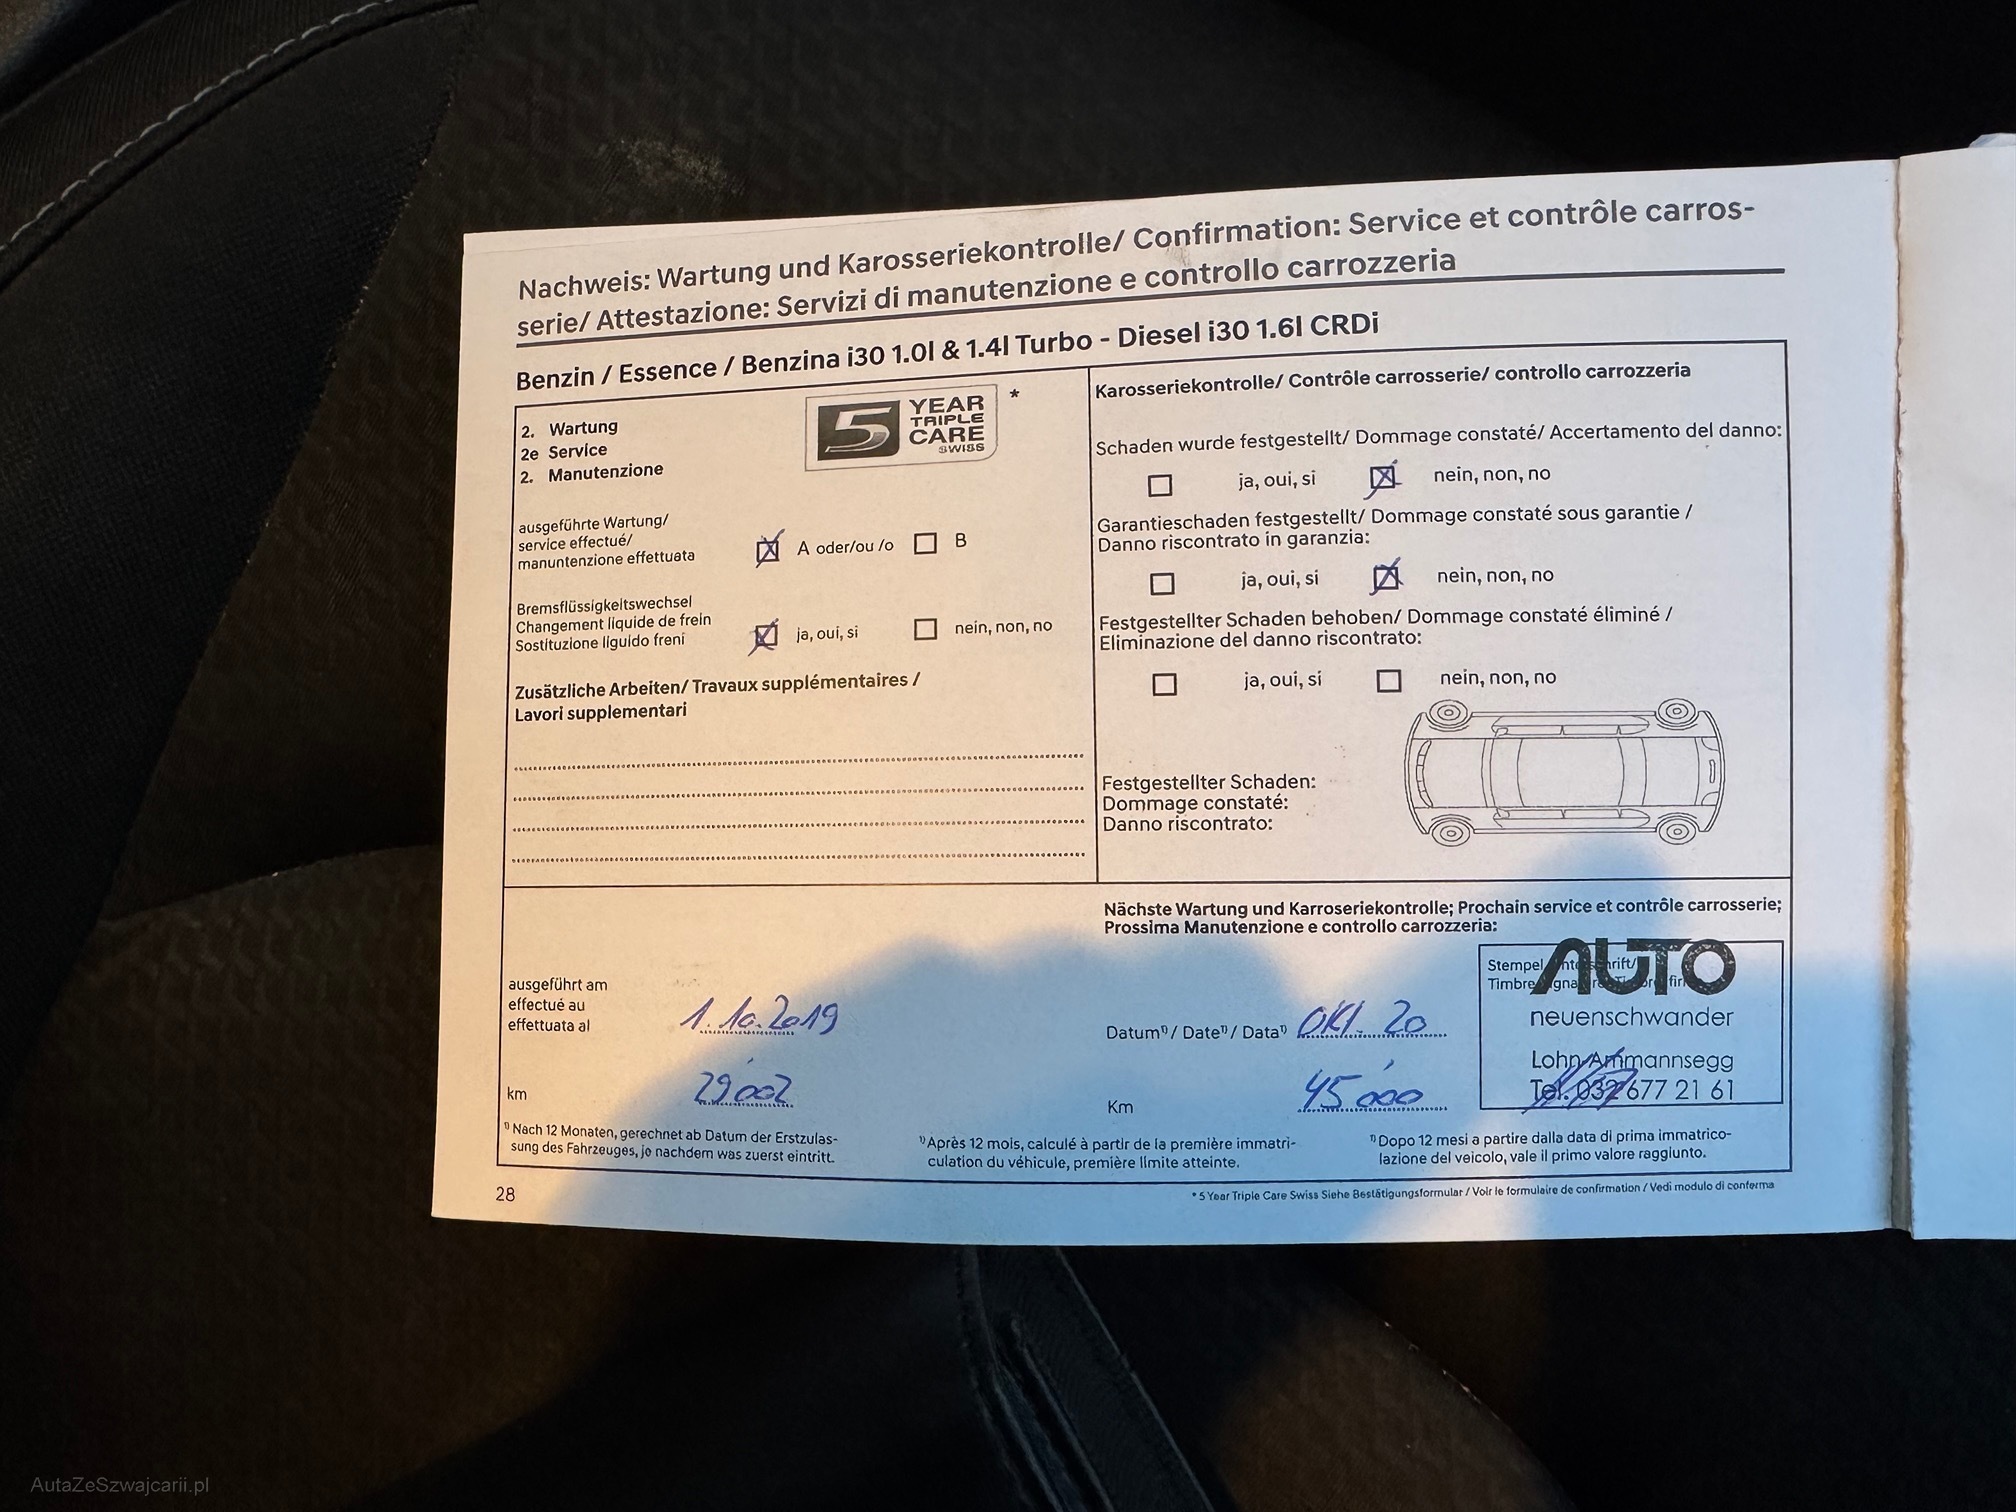 Nachweis: Wartung und Karosseriekontrolle/ Confirmation: Service et contrôle carros-
serie/ Attestazione: Servizi di manutenzione e controllo carrozzeria
Benzin / Essence / Benzina i30 1.0l & 1.4l Turbo - Diesel i30 1.6l CRDi
2. Wartung
2e Service
2. Manutenzione
5 YEAR
TRIPLE
CARE
SWISS
*
ausgeführte Wartung/
service effectué/
manuntenzione effettuata
A oder/ou /o
B
Bremsflüssigkeitswechsel
Changement liquide de frein
Sostituzione liguido freni
ja, oui, si
nein, non, no
Zusätzliche Arbeiten/ Travaux supplémentaires /
Lavori supplementari
Karosseriekontrolle/ Contrôle carrosserie/ controllo carrozzeria
Schaden wurde festgestellt/ Dommage constaté/ Accertamento del danno:
ja, oui, si
nein, non, no
Garantieschaden festgestellt/ Dommage constaté sous garantie /
Danno riscontrato in garanzia:
ja, oui, si
nein, non, no
Festgestellter Schaden behoben/ Dommage constaté éliminé /
Eliminazione del danno riscontrato:
ja, oui, si
nein, non, no
Festgestellter Schaden:
Dommage constaté:
Danno riscontrato:
ausgeführt am
effectué au
effettuata al
1.10.2019
km
29'002
Nächste Wartung und Karroseriekontrolle; Prochain service et contrôle carrosserie;
Prossima Manutenzione e controllo carrozzeria:
Datum¹⁾/ Date¹⁾/ Data¹⁾
OKT. 20
Km
45'000
Stempel
Timbre
AUTO
neuenschwander
Lohn-Ammannsegg
Tel. 032 677 21 61
¹⁾ Nach 12 Monaten, gerechnet ab Datum der Erstzulas-
sung des Fahrzeuges, je nachdem was zuerst eintritt.
¹⁾ Après 12 mois, calculé à partir de la première immatri-
culation du véhicule, première limite atteinte.
¹⁾ Dopo 12 mesi a partire dalla data di prima immatrico-
lazione del veicolo, vale il primo valore raggiunto.
28
* 5 Year Triple Care Swiss Siehe Bestätigungsformular / Voir le formulaire de confirmation / Vedi modulo di conferma
AutaZeSzwajcarii.pl